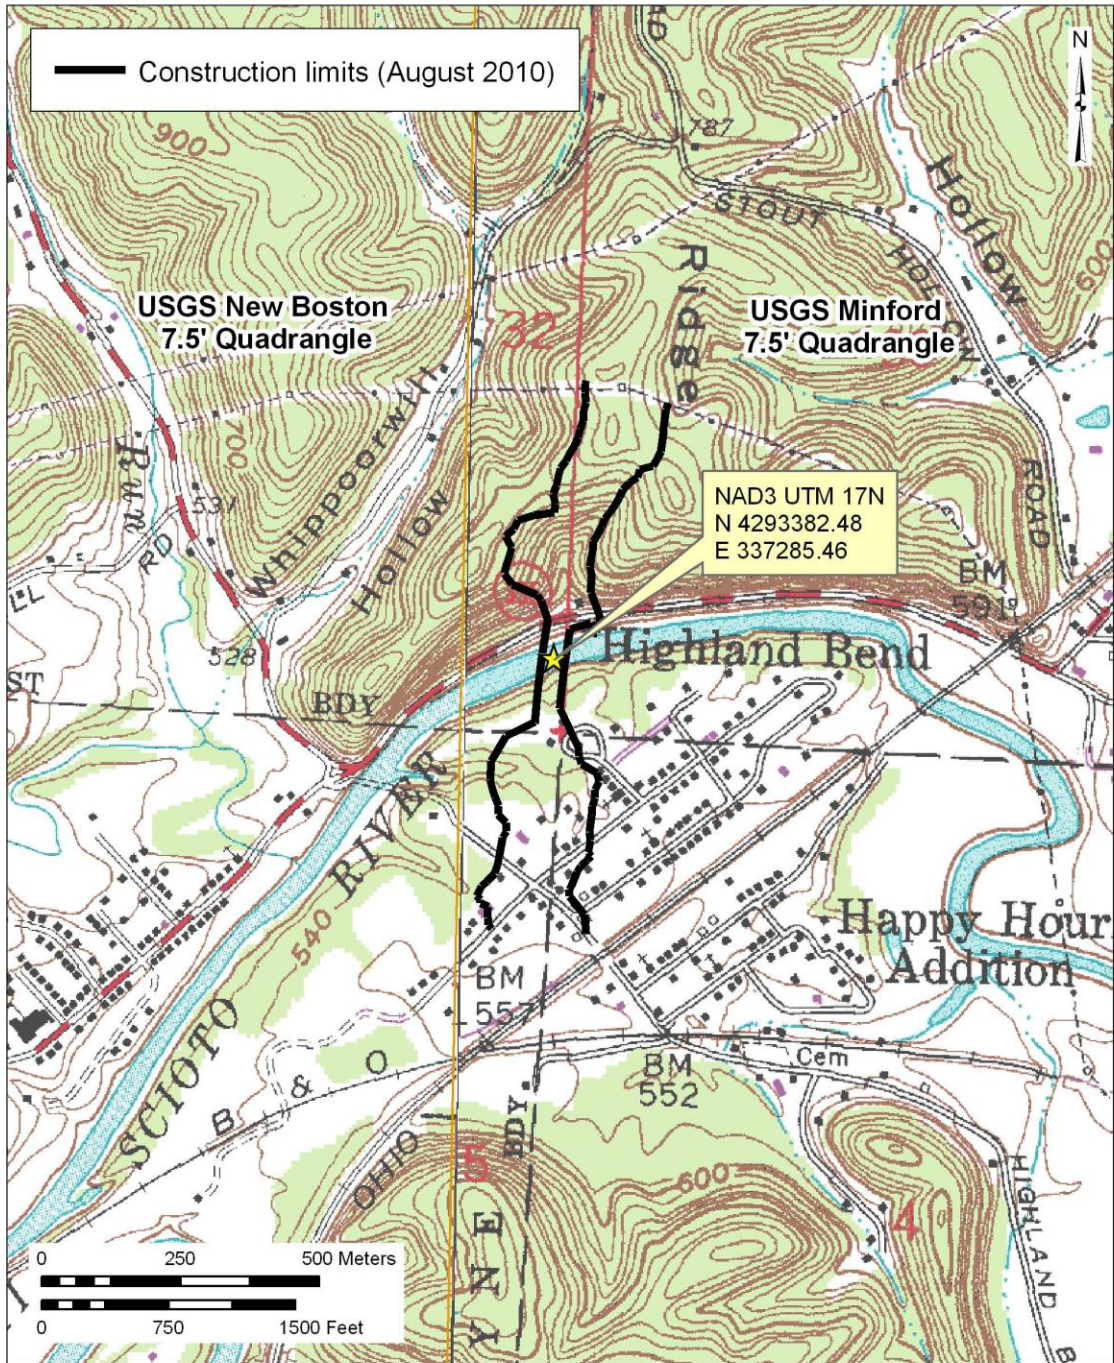 Construction limits (August 2010)
N
900
787
STOUT
HOLLOW
Hollow
Ridge
USGS New Boston
7.5' Quadrangle
USGS Minford
7.5' Quadrangle
32
600
700
Run
531
RD
Whippoorwill
Hollow
ROAD
NAD3 UTM 17N
N 4293382.48
E 337285.46
BM
591
528
Highland Bend
BDY
SCIOTO RIVER
540
Happy Hour
Addition
BM
557
B & O
BM
552
Cem
BDY
OHIO
5
600
4
HIGHLAND
Y N E
0 250 500 Meters
0 750 1500 Feet